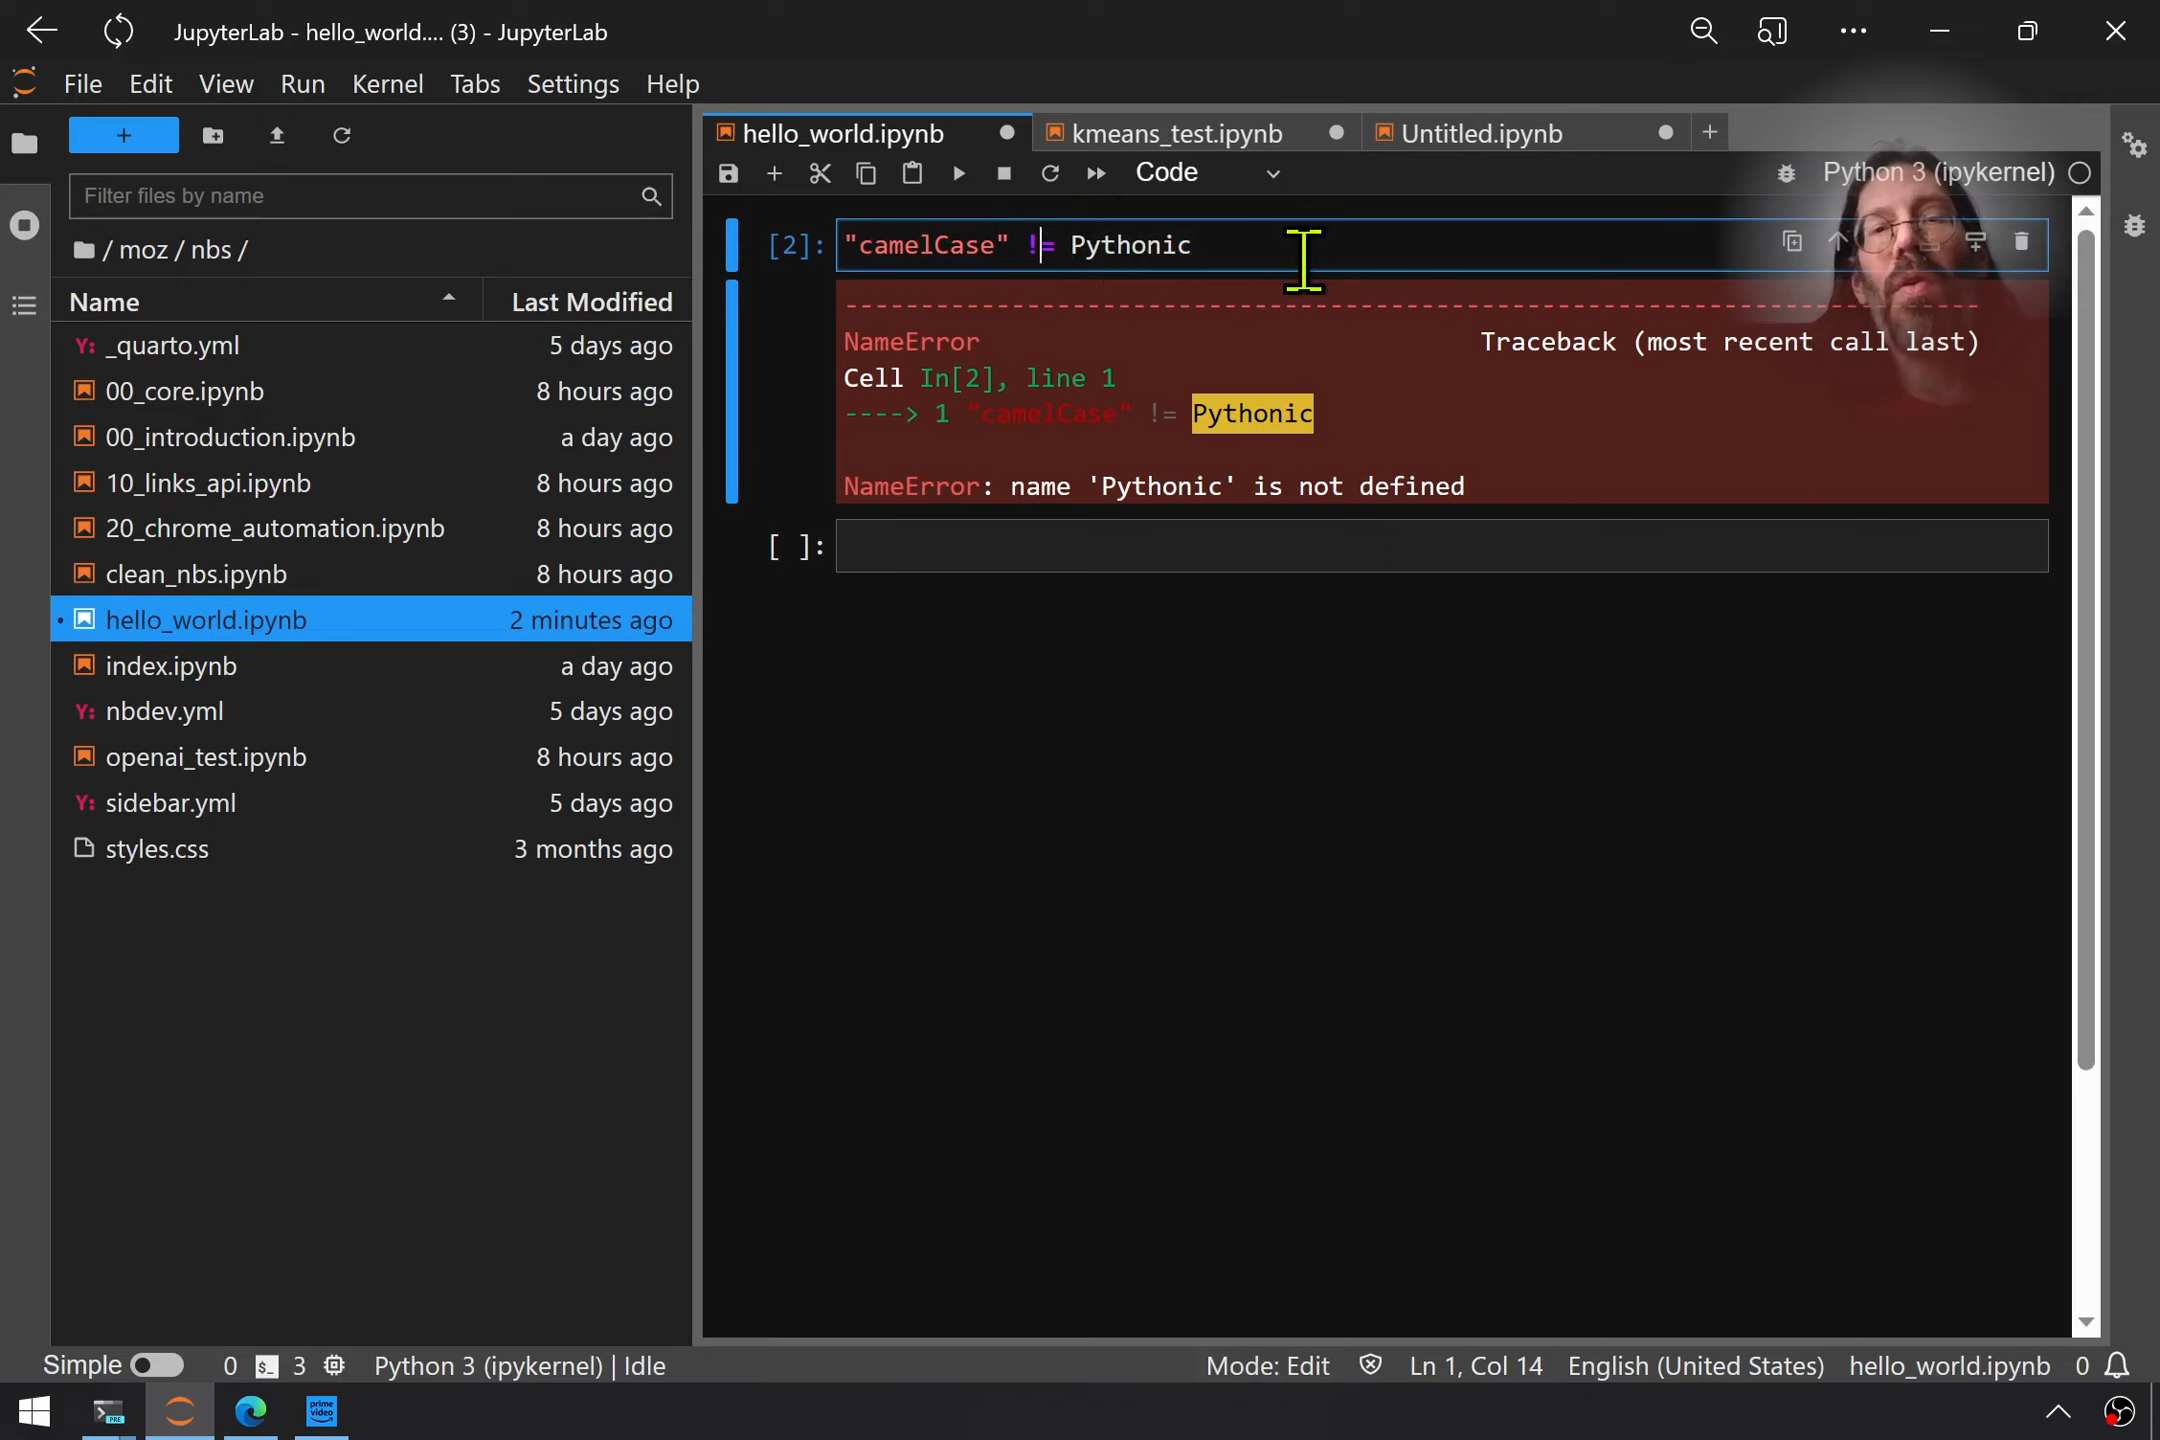 JupyterLab - hello_world.... (3) - JupyterLab
File Edit View Run Kernel Tabs Settings Help
+
Filter files by name
/ moz / nbs /
Name Last Modified
Y: _quarto.yml 5 days ago
00_core.ipynb 8 hours ago
00_introduction.ipynb a day ago
10_links_api.ipynb 8 hours ago
20_chrome_automation.ipynb 8 hours ago
clean_nbs.ipynb 8 hours ago
hello_world.ipynb 2 minutes ago
index.ipynb a day ago
Y: nbdev.yml 5 days ago
openai_test.ipynb 8 hours ago
Y: sidebar.yml 5 days ago
styles.css 3 months ago
hello_world.ipynb kmeans_test.ipynb Untitled.ipynb +
Code Python 3 (ipykernel)
[2]: "camelCase" != Pythonic
---------------------------------------------------------------------------
NameError Traceback (most recent call last)
Cell In[2], line 1
----> 1 "camelCase" != Pythonic
NameError: name 'Pythonic' is not defined
[ ]:
Simple 0 $_ 3 Python 3 (ipykernel) | Idle Mode: Edit Ln 1, Col 14 English (United States) hello_world.ipynb 0
PRE prime video